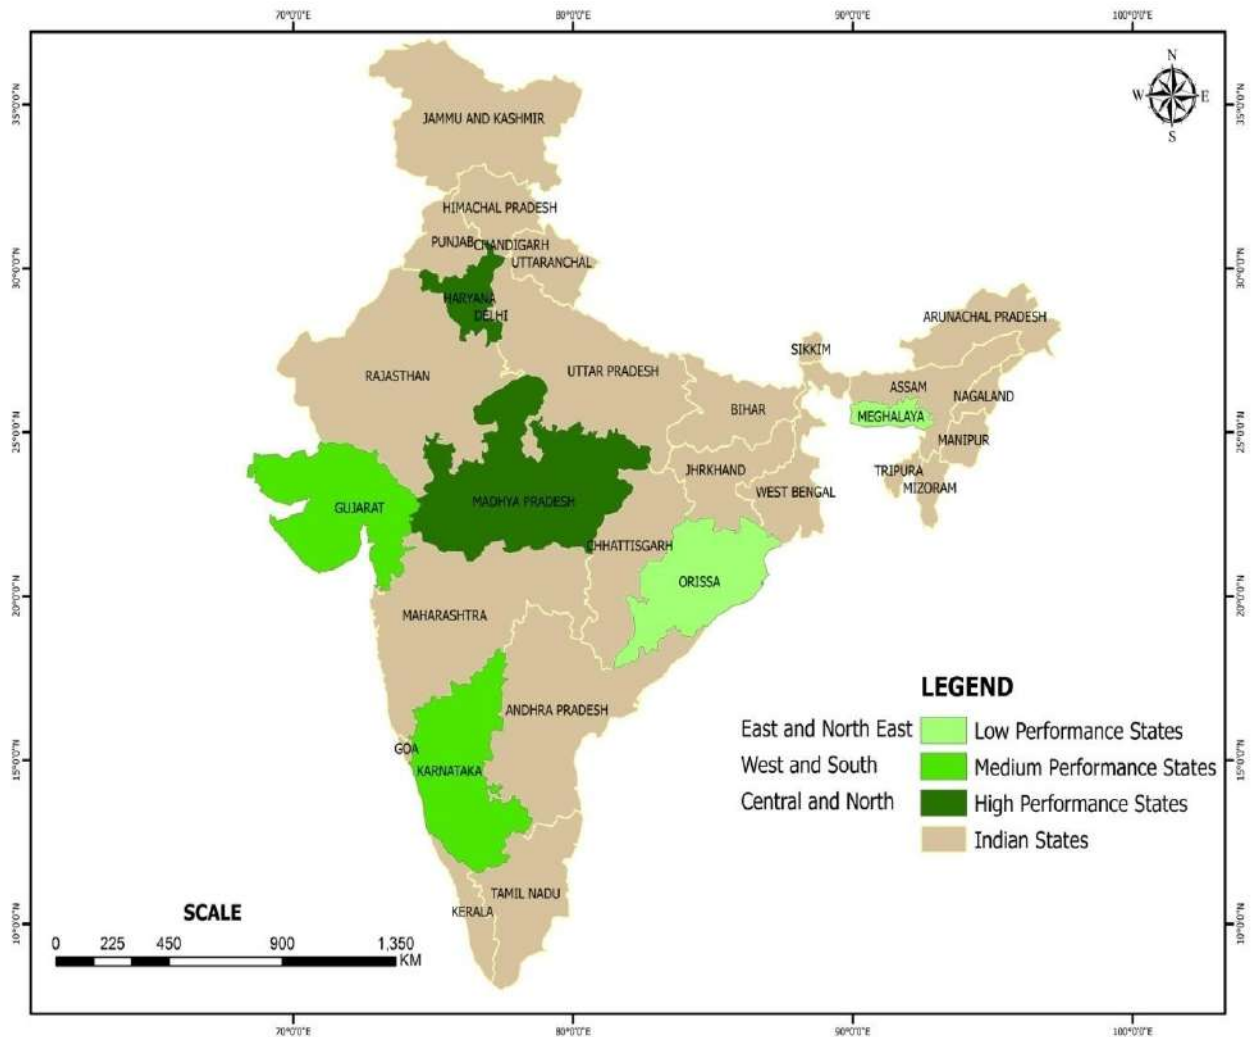 70°0'0"E 80°0'0"E 90°0'0"E 100°0'0"E
N
W E
S
35°0'0"N 35°0'0"N
JAMMU AND KASHMIR
HIMACHAL PRADESH
PUNJAB
CHANDIGARH
UTTARANCHAL
30°0'0"N 30°0'0"N
HARYANA
DELHI
ARUNACHAL PRADESH
SIKKIM
RAJASTHAN
UTTAR PRADESH
ASSAM
NAGALAND
BIHAR
MEGHALAYA
25°0'0"N 25°0'0"N
MANIPUR
JHRKHAND
TRIPURA
MIZORAM
WEST BENGAL
MADHYA PRADESH
GUJARAT
CHHATTISGARH
ORISSA
20°0'0"N 20°0'0"N
MAHARASHTRA
ANDHRA PRADESH
GOA
KARNATAKA
15°0'0"N 15°0'0"N
LEGEND
East and North East Low Performance States
West and South Medium Performance States
Central and North High Performance States
Indian States
TAMIL NADU
KERALA
10°0'0"N 10°0'0"N
SCALE
0 225 450 900 1,350
KM
70°0'0"E 80°0'0"E 90°0'0"E 100°0'0"E